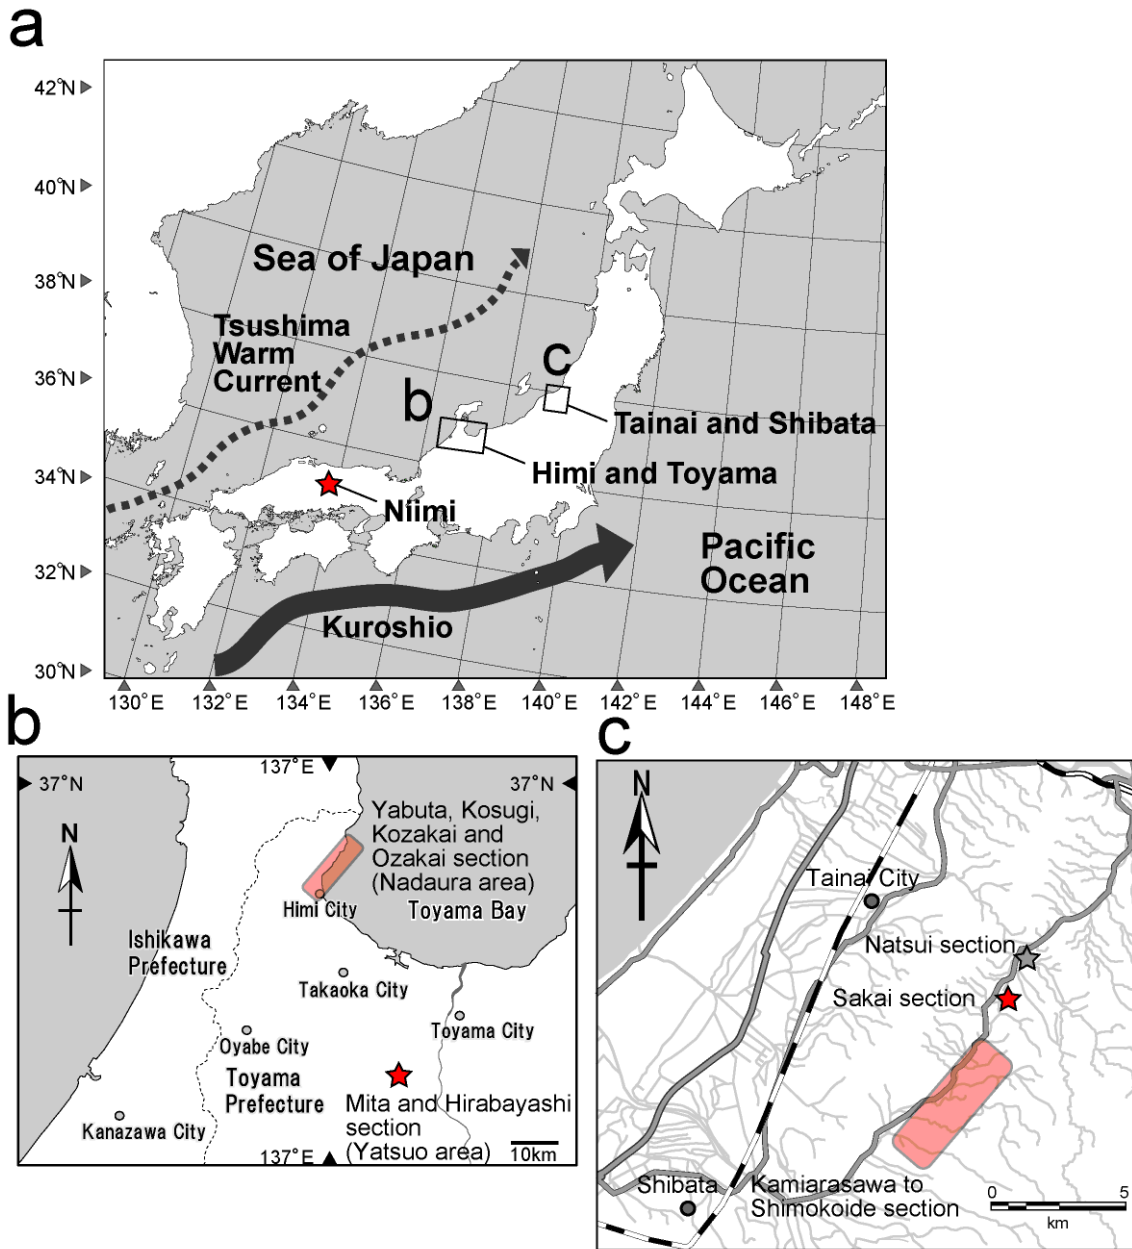 a
42°N
40°N
38°N
36°N
34°N
32°N
30°N
Sea of Japan
Tsushima
Warm
Current
c
b
Tainai and Shibata
Himi and Toyama
Niimi
Pacific
Ocean
Kuroshio
130°E
132°E
134°E
136°E
138°E
140°E
142°E
144°E
146°E
148°E
b
137°E
37°N
37°N
N
Yabuta, Kosugi,
Kozakai and
Ozakai section
(Nadaura area)
Himi City
Toyama Bay
Ishikawa
Prefecture
Takaoka City
Toyama City
Oyabe City
Toyama
Prefecture
Mita and Hirabayashi
section
(Yatsuo area)
Kanazawa City
10km
137°E
c
N
Tainai City
Natsui section
Sakai section
Shibata
Kamiarasawa to
Shimokoide section
0
5
km